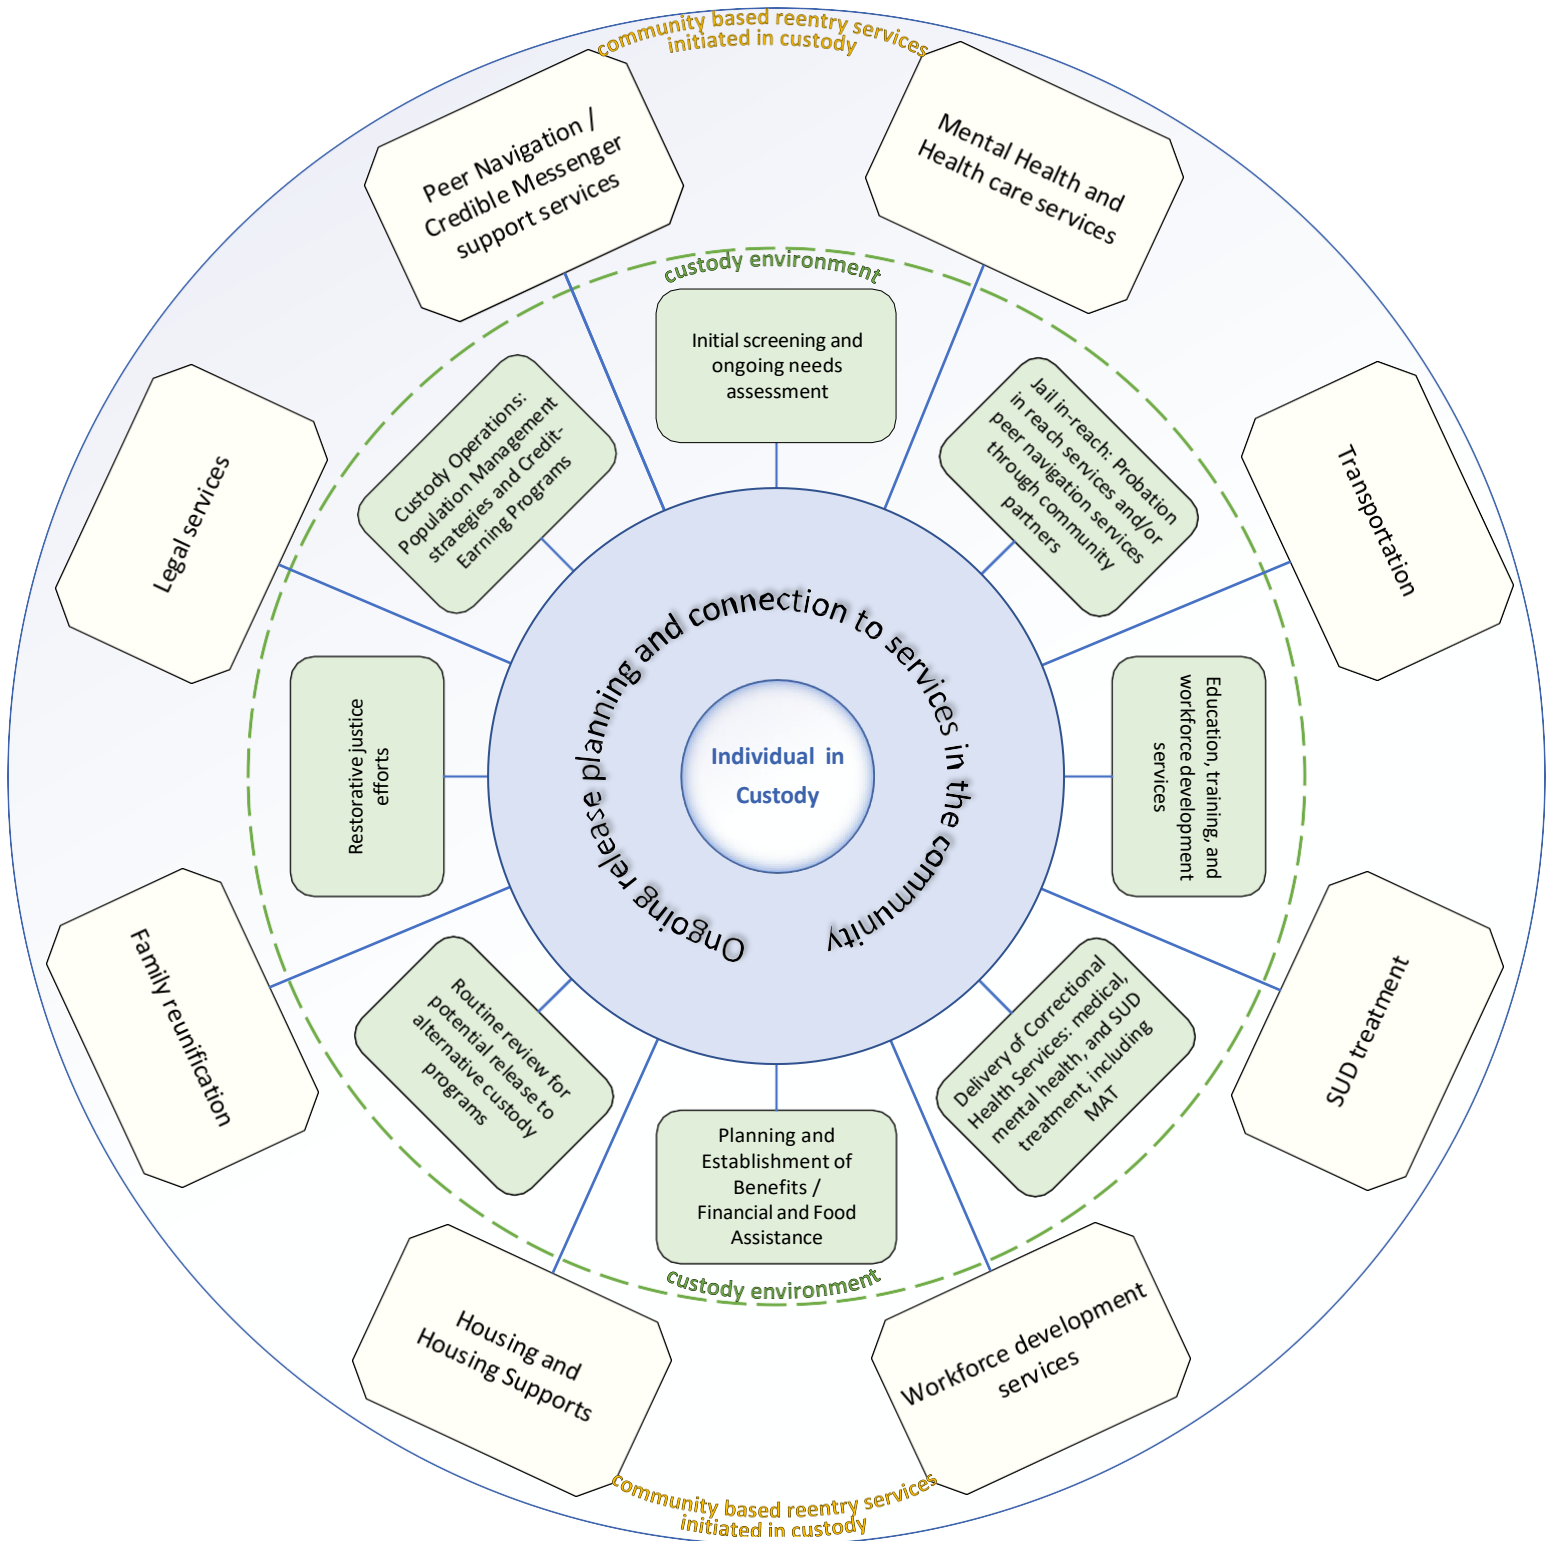 community based reentry services
initiated in custody
Peer Navigation /
Credible Messenger
support services
Mental Health and
Health care services
custody environment
Initial screening and
ongoing needs
assessment
Custody Operations:
Population Management
strategies and Credit-
Earning Programs
Jail in-reach: Probation
in reach services and/or
peer navigation services
through community
partners
Legal services
Transportation
Ongoing release planning and connection to services in the community
Individual in
Custody
Restorative justice
efforts
Education, training, and
workforce development
services
Family reunification
SUD treatment
Routine review for
potential release to
alternative custody
programs
Delivery of Correctional
Health Services: medical,
mental health, and SUD
treatment, including
MAT
Planning and
Establishment of
Benefits /
Financial and Food
Assistance
custody environment
Housing and
Housing Supports
Workforce development
services
community based reentry services
initiated in custody